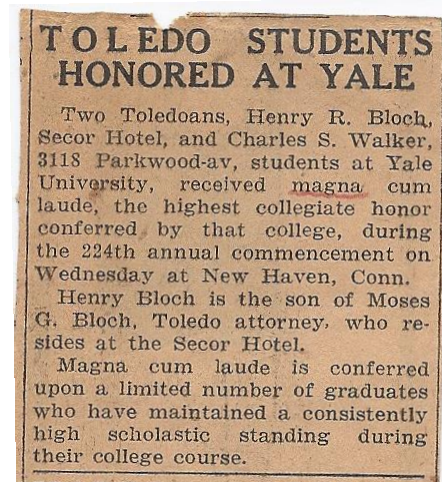 TOLEDO STUDENTS
HONORED AT YALE
Two Toledoans, Henry R. Bloch,
Secor Hotel, and Charles S. Walker,
3118 Parkwood-av, students at Yale
University, received magna cum
laude, the highest collegiate honor
conferred by that college, during
the 224th annual commencement on
Wednesday at New Haven, Conn.
Henry Bloch is the son of Moses
G. Bloch, Toledo attorney, who re-
sides at the Secor Hotel.
Magna cum laude is conferred
upon a limited number of graduates
who have maintained a consistently
high scholastic standing during
their college course.